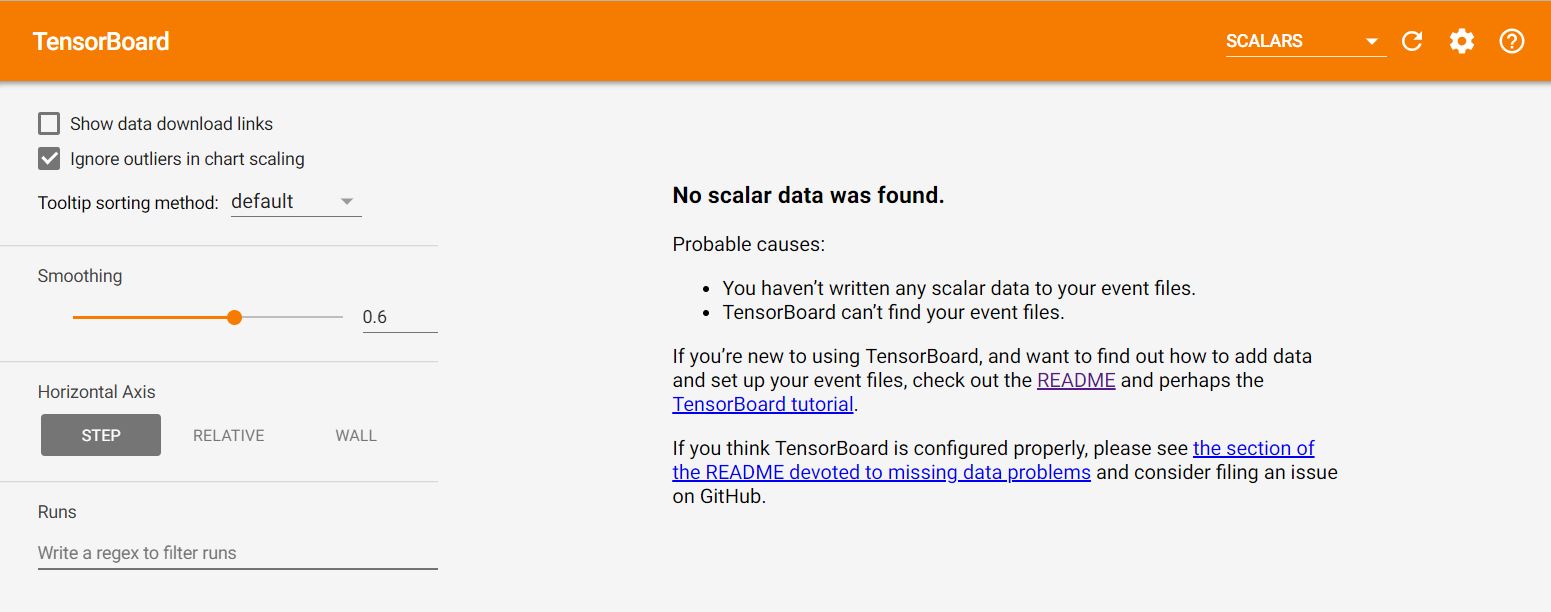 TensorBoard
SCALARS
Show data download links
Ignore outliers in chart scaling
Tooltip sorting method: default
Smoothing
0.6
Horizontal Axis
STEP RELATIVE WALL
Runs
Write a regex to filter runs
No scalar data was found.
Probable causes:
• You haven’t written any scalar data to your event files.
• TensorBoard can’t find your event files.
If you’re new to using TensorBoard, and want to find out how to add data
and set up your event files, check out the README and perhaps the
TensorBoard tutorial.
If you think TensorBoard is configured properly, please see the section of
the README devoted to missing data problems and consider filing an issue
on GitHub.